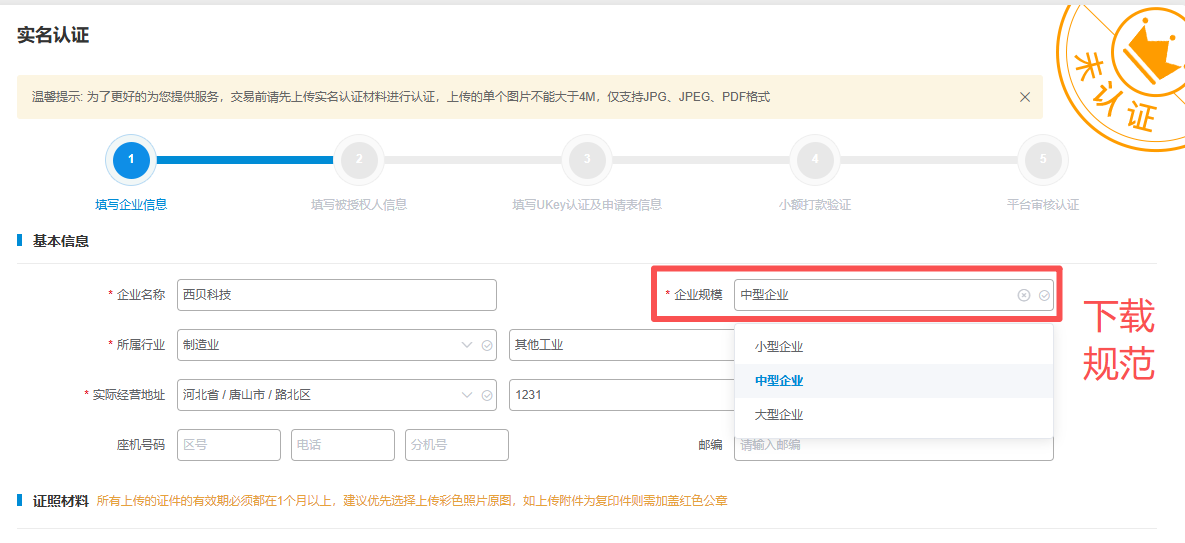 实名认证
未认证
温馨提示: 为了更好的为您提供服务，交易前请先上传实名认证材料进行认证，上传的单个图片不能大于4M，仅支持JPG、JPEG、PDF格式
1 2 3 4 5
填写企业信息 填写被授权人信息 填写UKey认证及申请表信息 小额打款验证 平台审核认证
基本信息
* 企业名称 西贝科技 * 企业规模 中型企业
* 所属行业 制造业 其他工业
小型企业
中型企业
大型企业
下载
规范
* 实际经营地址 河北省 / 唐山市 / 路北区 1231
座机号码 区号 电话 分机号 邮编 请输入邮编
证照材料 所有上传的证件的有效期必须都在1个月以上，建议优先选择上传彩色照片原图，如上传附件为复印件则需加盖红色公章